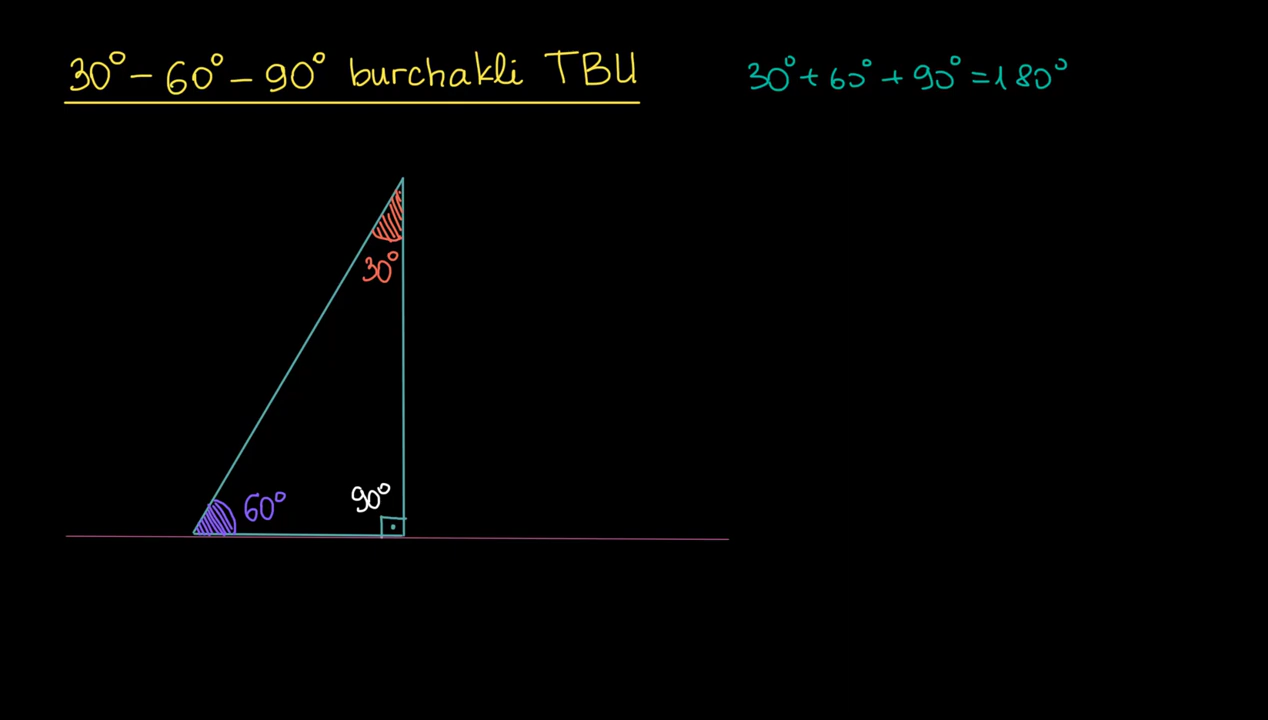 30° - 60° - 90° burchakli TBU
30° + 60° + 90° = 180°
30°
60°
90°